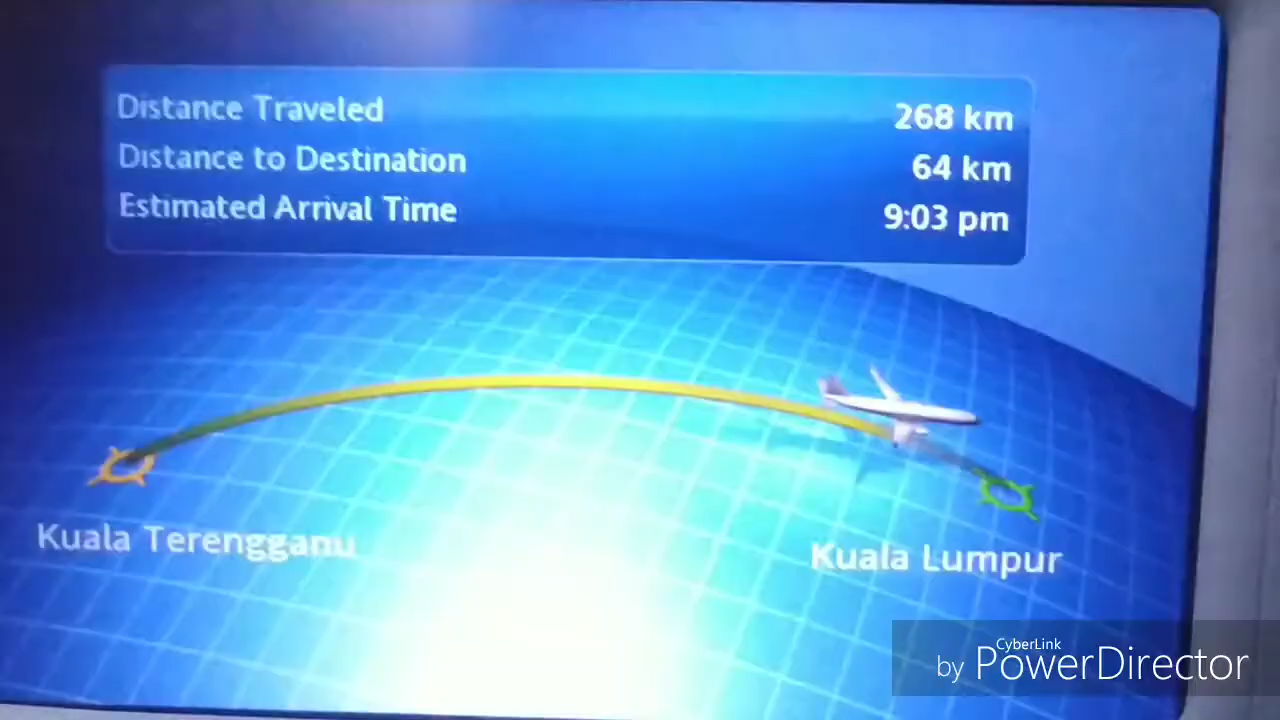 Distance Traveled 268 km
Distance to Destination 64 km
Estimated Arrival Time 9:03 pm
Kuala Terengganu
Kuala Lumpur
CyberLink
by PowerDirector